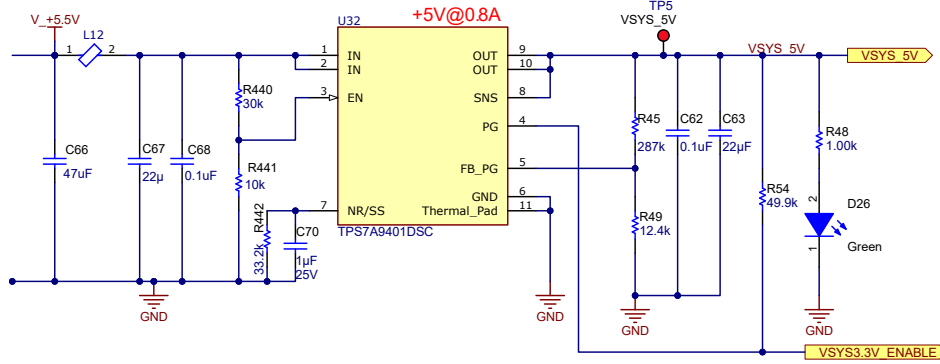 V_+5.5V
L12
1 2
C66
47uF
C67
22µ
C68
0.1uF
R440
30k
R441
10k
R442
33.2k
C70
1µF
25V
GND
U32
+5V@0.8A
1 IN
2 IN
3 EN
7 NR/SS
OUT 9
OUT 10
SNS 8
PG 4
FB_PG 5
GND 6
Thermal_Pad 11
TPS7A9401DSC
GND
TP5
VSYS_5V
VSYS_5V
VSYS_5V
R45
287k
C62
0.1uF
C63
22µF
R49
12.4k
GND
R54
49.9k
R48
1.00k
2
D26
1
Green
GND
VSYS3.3V_ENABLE